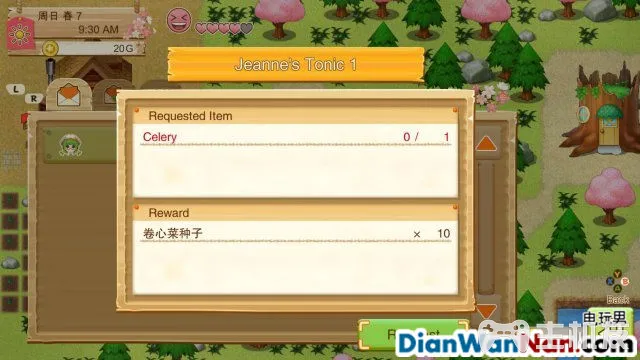 周日 春 7
9:30 AM
20G
L
R
Jeanne's Tonic 1
Requested Item
Celery 0 / 1
Reward
卷心菜种子 × 10
Y
X
B
A
Back
电玩男
DianWanNan.com